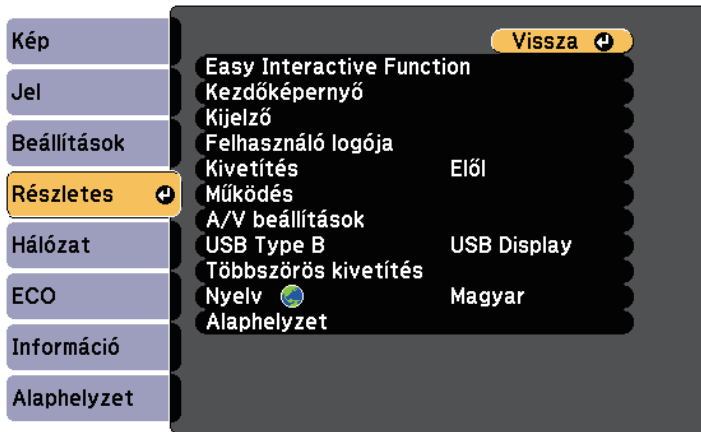 Kép
Jel
Beállítások
Részletes
Hálózat
ECO
Információ
Alaphelyzet
Vissza
Easy Interactive Function
Kezdőképernyő
Kijelző
Felhasználó logója
Kivetítés Elől
Működés
A/V beállítások
USB Type B USB Display
Többszörös kivetítés
Nyelv Magyar
Alaphelyzet